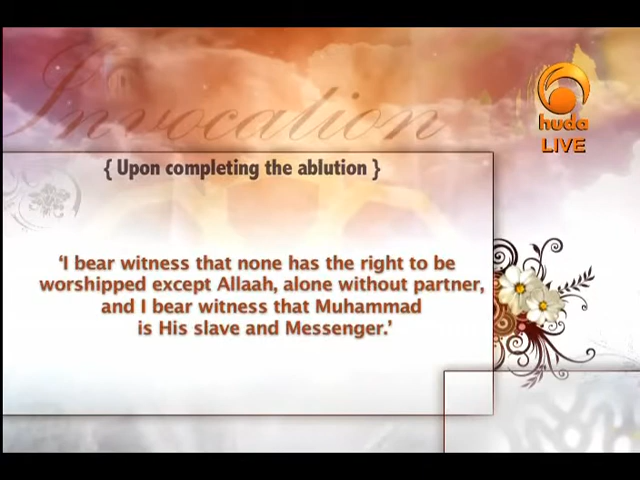 Invocation
huda
LIVE
{ Upon completing the ablution }
‘I bear witness that none has the right to be
worshipped except Allaah, alone without partner,
and I bear witness that Muhammad
is His slave and Messenger.’